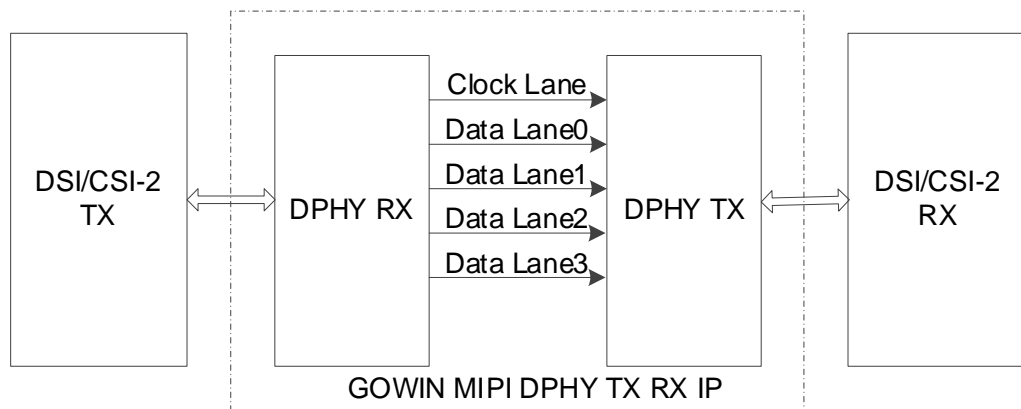 DSI/CSI-2
TX
DPHY RX
Clock Lane
Data Lane0
Data Lane1
Data Lane2
Data Lane3
DPHY TX
DSI/CSI-2
RX
GOWIN MIPI DPHY TX RX IP